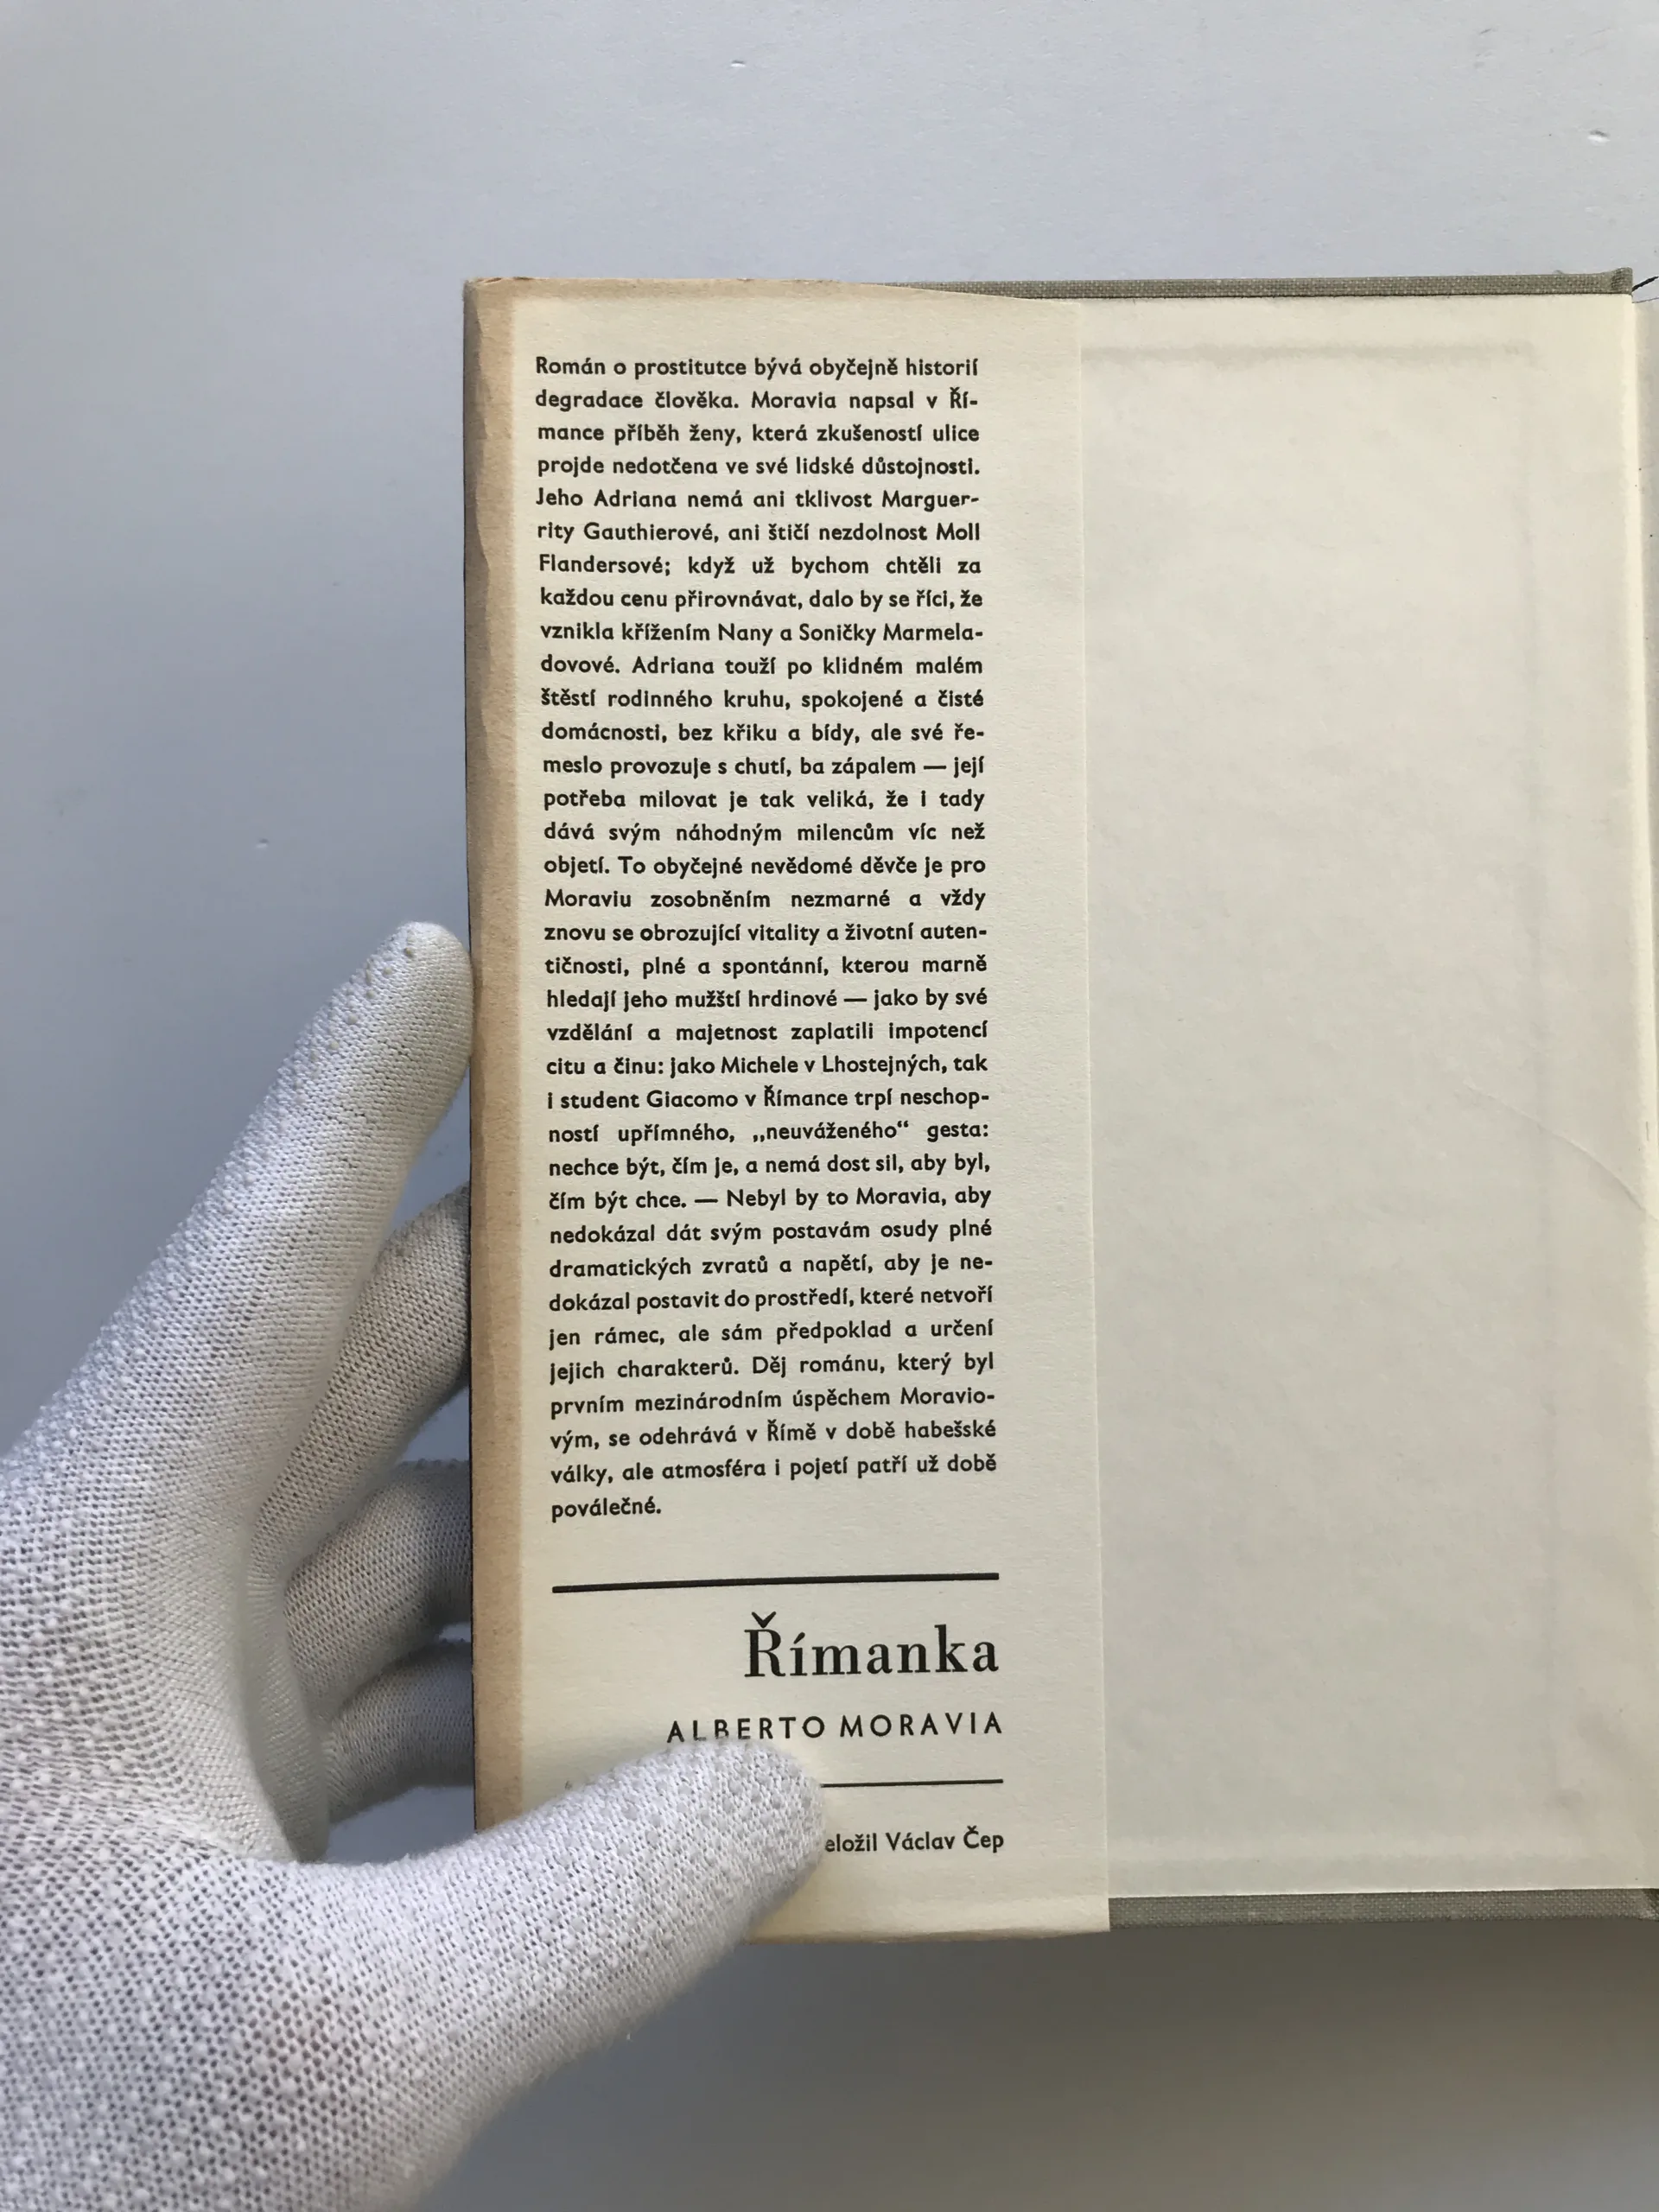 Román o prostitutce bývá obyčejně historií
degradace člověka. Moravia napsal v Ří-
mance příběh ženy, která zkušeností ulice
projde nedotčena ve své lidské důstojnosti.
Jeho Adriana nemá ani tklivost Marguer-
rity Gauthierové, ani štičí nezdolnost Moll
Flandersové; když už bychom chtěli za
každou cenu přirovnávat, dalo by se říci, že
vznikla křížením Nany a Soničky Marmela-
dovové. Adriana touží po klidném malém
štěstí rodinného kruhu, spokojené a čisté
domácnosti, bez křiku a bídy, ale své ře-
meslo provozuje s chutí, ba zápalem — její
potřeba milovat je tak veliká, že i tady
dává svým náhodným milencům víc než
objetí. To obyčejné nevědomé děvče je pro
Moraviu zosobněním nezmarné a vždy
znovu se obrozující vitality a životní auten-
tičnosti, plné a spontánní, kterou marně
hledají jeho mužští hrdinové — jako by své
vzdělání a majetnost zaplatili impotencí
citu a činu: jako Michele v Lhostejných, tak
i student Giacomo v Římance trpí neschop-
ností upřímného, „neuváženého“ gesta:
nechce být, čím je, a nemá dost sil, aby byl,
čím být chce. — Nebyl by to Moravia, aby
nedokázal dát svým postavám osudy plné
dramatických zvratů a napětí, aby je ne-
dokázal postavit do prostředí, které netvoří
jen rámec, ale sám předpoklad a určení
jejich charakterů. Děj románu, který byl
prvním mezinárodním úspěchem Moravio-
vým, se odehrává v Římě v době habešské
války, ale atmosféra i pojetí patří už době
poválečné.
Římanka
ALBERTO MORAVIA
eložil Václav Čep